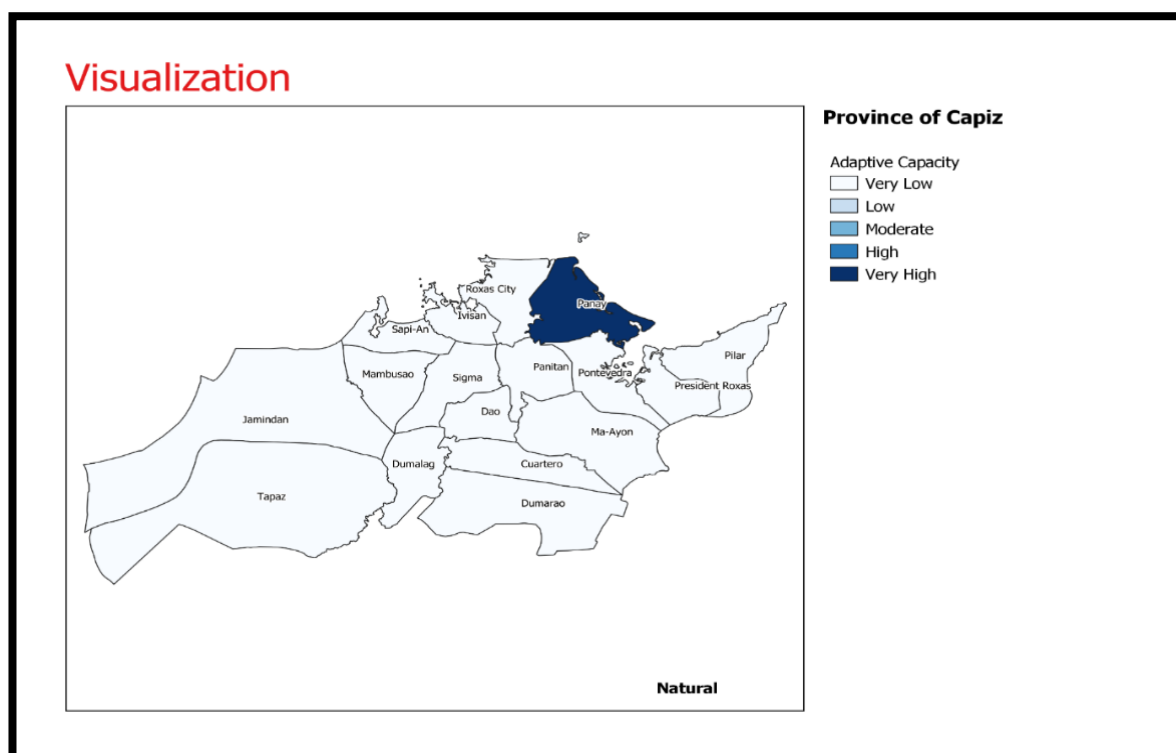 Visualization
Province of Capiz
Adaptive Capacity
Very Low
Low
Moderate
High
Very High
Roxas City
Panay
Ivisan
Sapi-An
Pilar
Mambusao
Sigma
Panitan
Pontevedra
President Roxas
Dao
Jamindan
Ma-Ayon
Dumalag
Cuartero
Tapaz
Dumarao
Natural